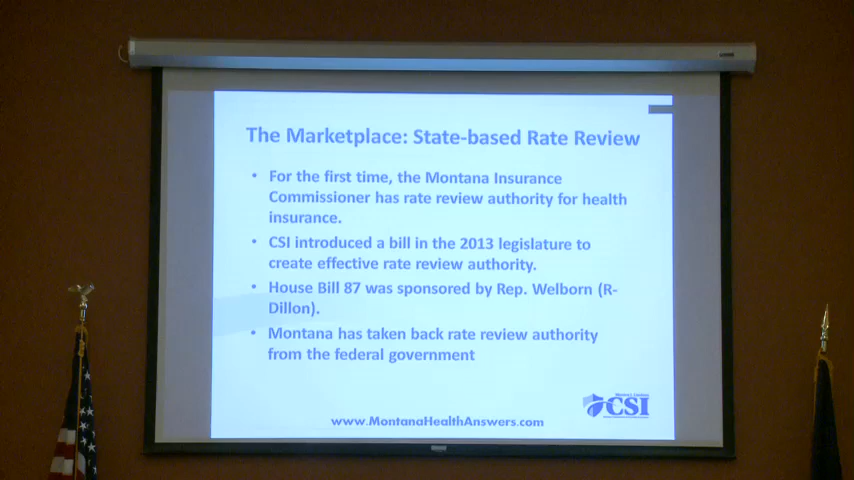 The Marketplace: State-based Rate Review
• For the first time, the Montana Insurance
Commissioner has rate review authority for health
insurance.
• CSI introduced a bill in the 2013 legislature to
create effective rate review authority.
• House Bill 87 was sponsored by Rep. Welborn (R-
Dillon).
• Montana has taken back rate review authority
from the federal government
CSI
www.MontanaHealthAnswers.com